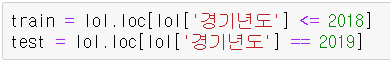 train = lol.loc[lol['경기년도'] <= 2018]
test = lol.loc[lol['경기년도'] == 2019]